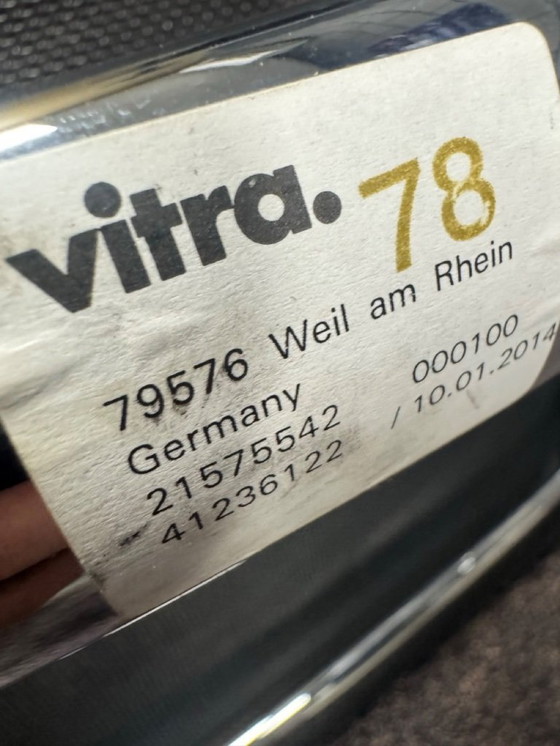 vitra. 78
79576 Weil am Rhein
Germany 000100
21575542 / 10.01.2014
41236122